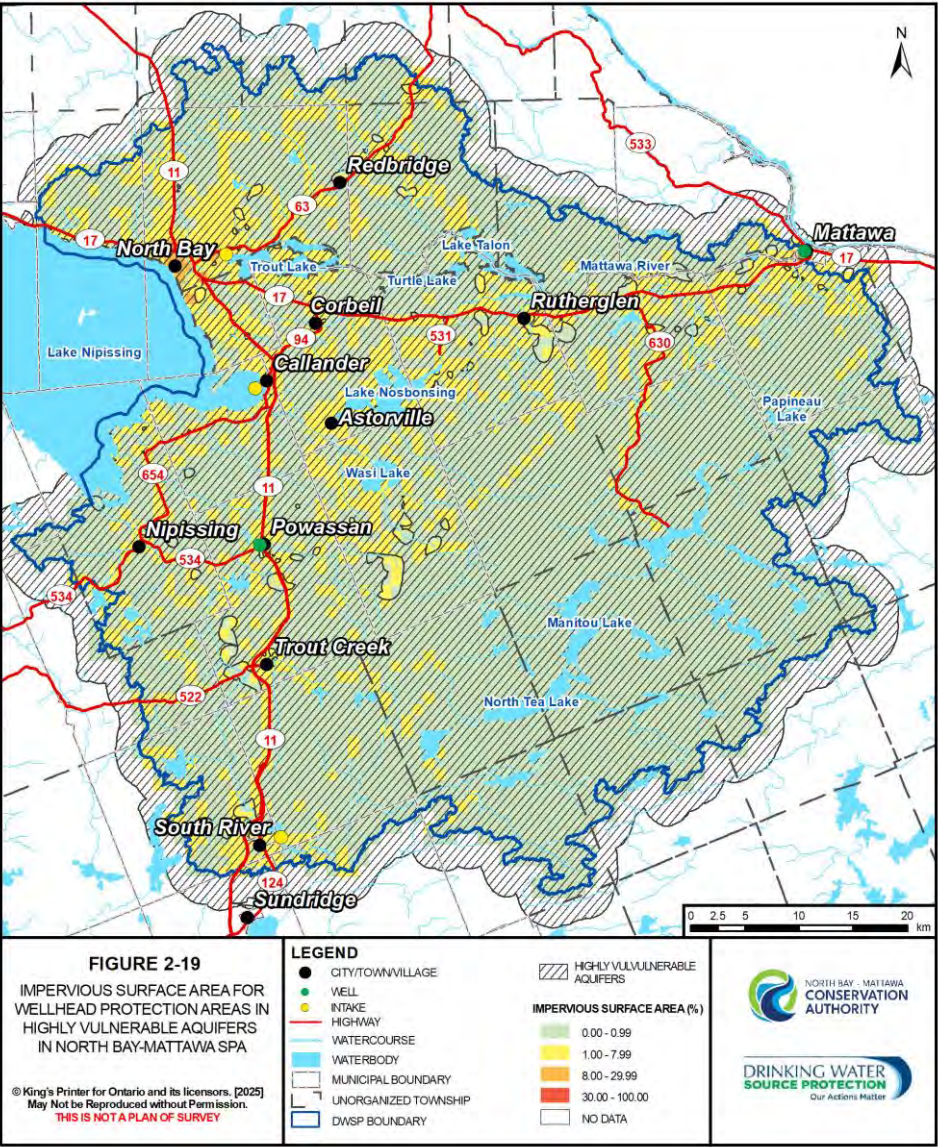 N
533
11
Redbridge
63
17
North Bay
Lake Talon
Mattawa
17
Trout Lake
Turtle Lake
Mattawa River
17
Corbeil
Rutherglen
94
531
630
Lake Nipissing
Callander
Lake Nosbonsing
Papineau
Lake
Astorville
654
Wasi Lake
11
Nipissing
Powassan
534
534
Manitou Lake
Trout Creek
522
North Tea Lake
11
South River
124
Sundridge
0 2.5 5 10 15 20
km
FIGURE 2-19
IMPERVIOUS SURFACE AREA FOR
WELLHEAD PROTECTION AREAS IN
HIGHLY VULNERABLE AQUIFERS
IN NORTH BAY-MATTAWA SPA
© King's Printer for Ontario and its licensors. [2025]
May Not be Reproduced without Permission.
THIS IS NOT A PLAN OF SURVEY
LEGEND
CITY/TOWN/VILLAGE
WELL
INTAKE
HIGHWAY
WATERCOURSE
WATERBODY
MUNICIPAL BOUNDARY
UNORGANIZED TOWNSHIP
DWSP BOUNDARY
HIGHLY VULVULNERABLE
AQUIFERS
IMPERVIOUS SURFACE AREA (%)
0.00 - 0.99
1.00 - 7.99
8.00 - 29.99
30.00 - 100.00
NO DATA
NORTH BAY - MATTAWA
CONSERVATION
AUTHORITY
DRINKING WATER
SOURCE PROTECTION
Our Actions Matter